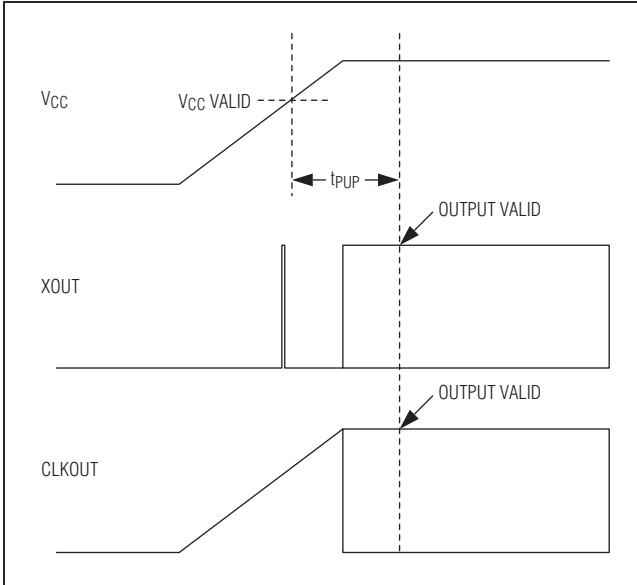 VCC
VCC VALID
tPUP
OUTPUT VALID
XOUT
OUTPUT VALID
CLKOUT